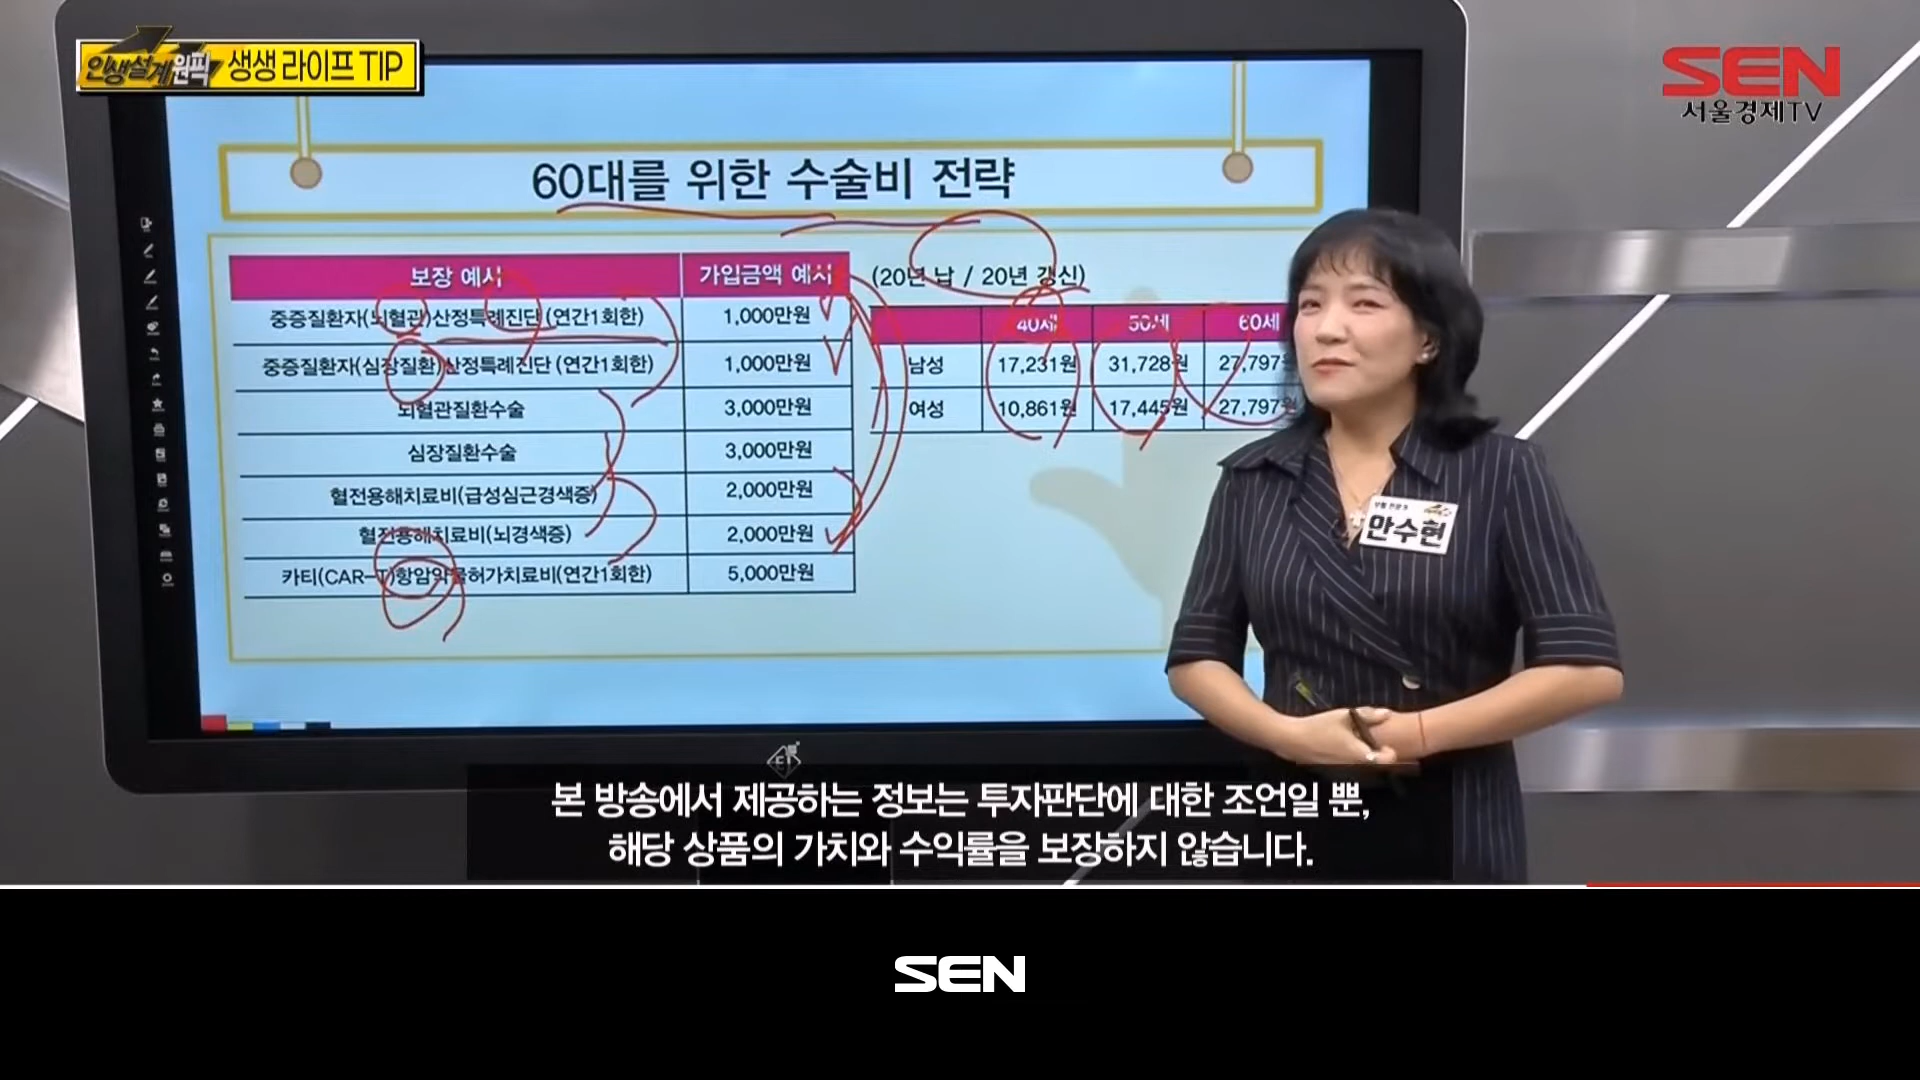 인생설계원픽 생생 라이프 TIP
SEN
서울경제TV
60대를 위한 수술비 전략
보장 예시 가입금액 예시
중증질환자(뇌혈관)산정특례진단 (연간1회한) 1,000만원
중증질환자(심장질환)산정특례진단 (연간1회한) 1,000만원
뇌혈관질환수술 3,000만원
심장질환수술 3,000만원
혈전용해치료비(급성심근경색증) 2,000만원
혈전용해치료비(뇌경색증) 2,000만원
카티(CAR-T)항암약물허가치료비(연간1회한) 5,000만원
(20년 납 / 20년 갱신)
40세 50세 60세
남성 17,231원 31,728원 27,797원
여성 10,861원 17,445원 27,797원
안수현
본 방송에서 제공하는 정보는 투자판단에 대한 조언일 뿐,
해당 상품의 가치와 수익률을 보장하지 않습니다.
SEN